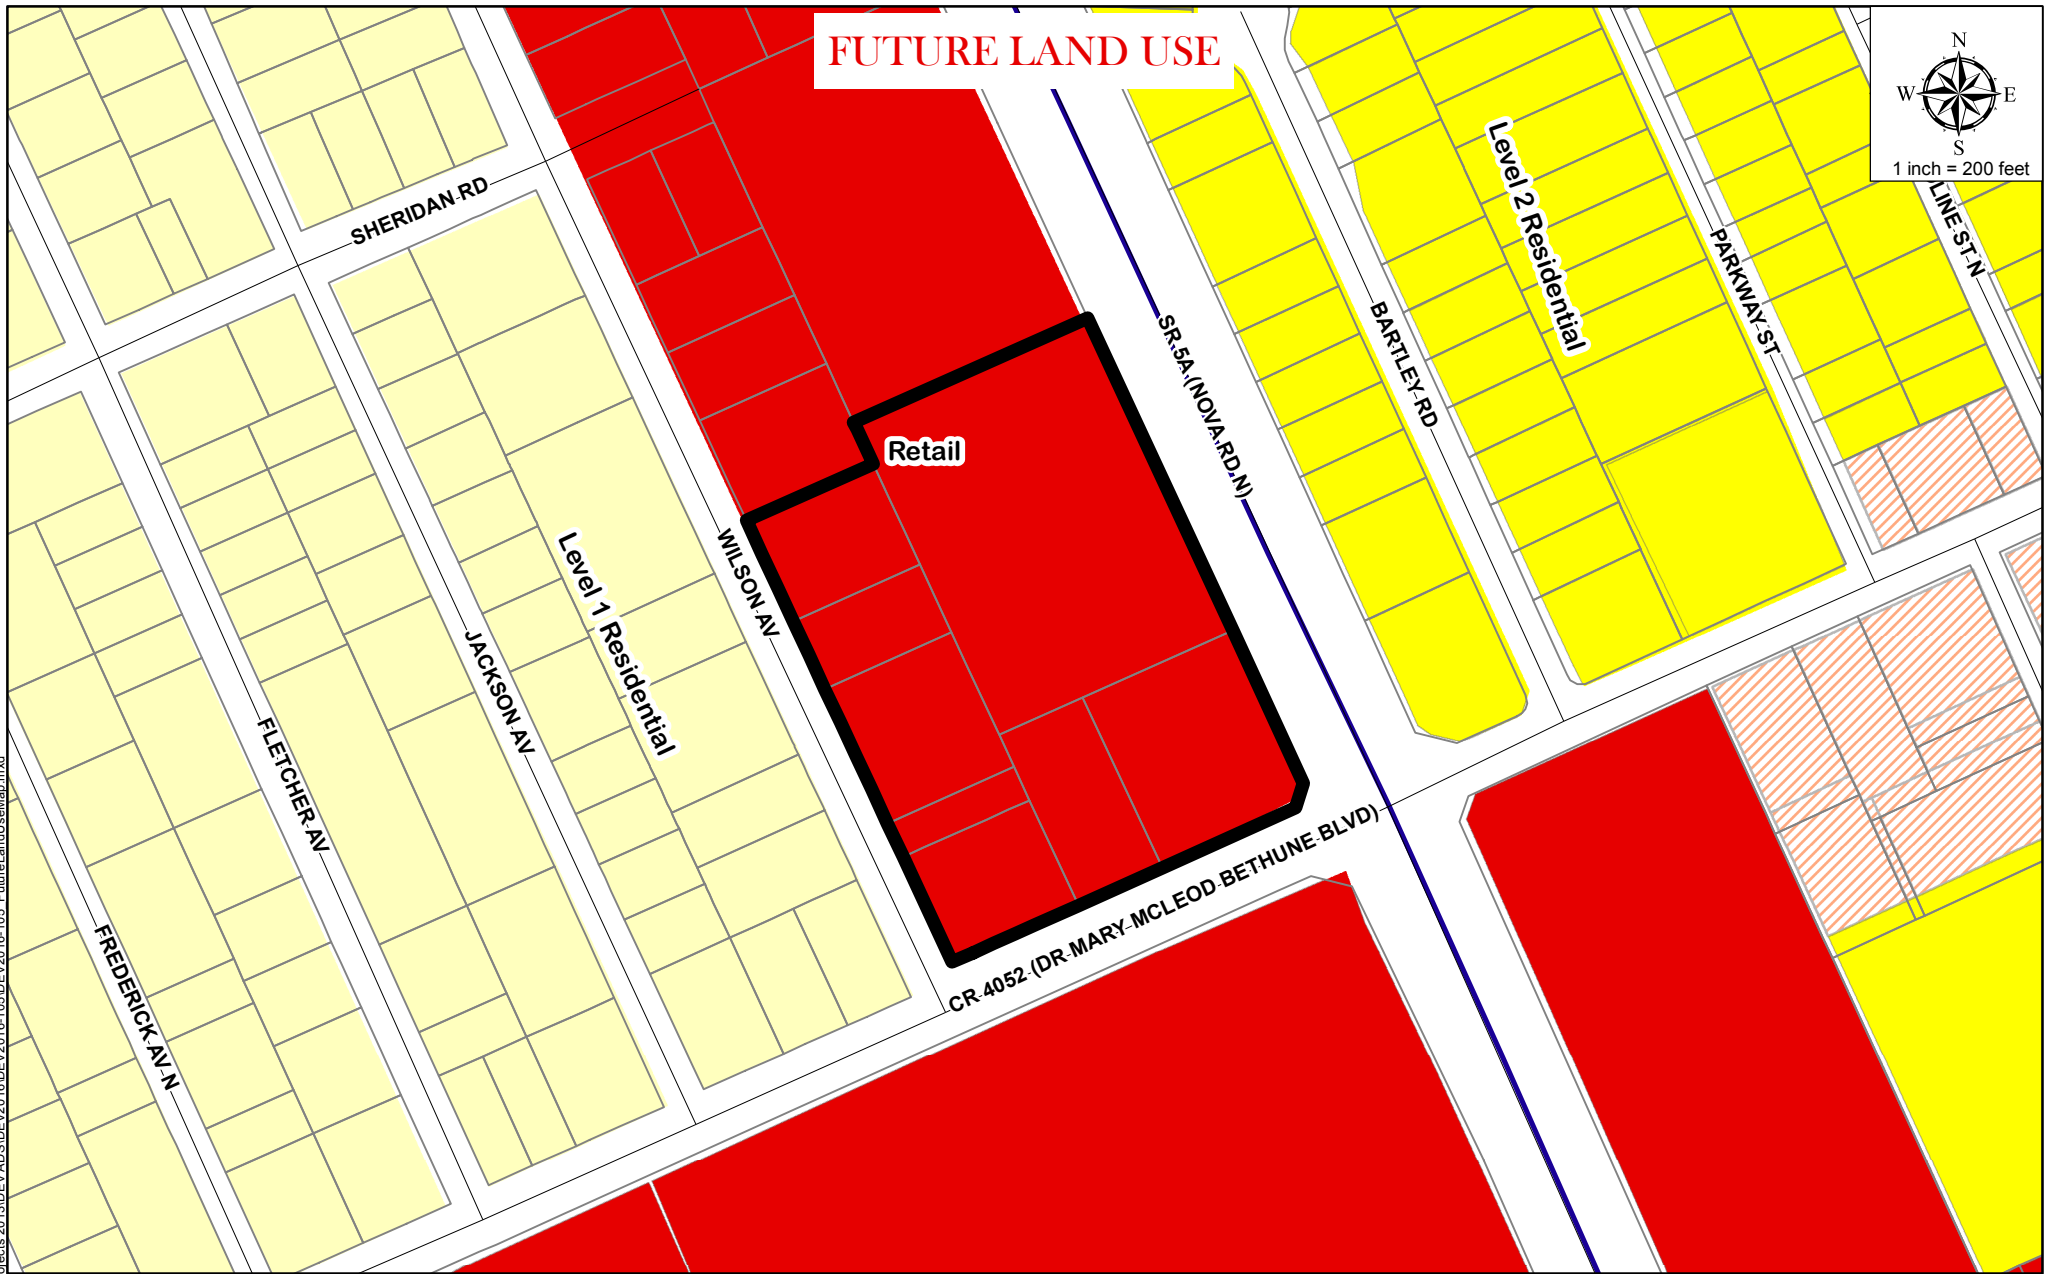 FUTURE LAND USE
N
W E
S
1 inch = 200 feet
SHERIDAN RD
Level 2 Residential
PARKWAY ST
LINE ST N
SR 5A (NOVA RD N)
BARTLEY RD
Retail
WILSON AV
Level 1 Residential
JACKSON AV
FLETCHER AV
FREDERICK AV N
CR 4052 (DR MARY MCLEOD BETHUNE BLVD)